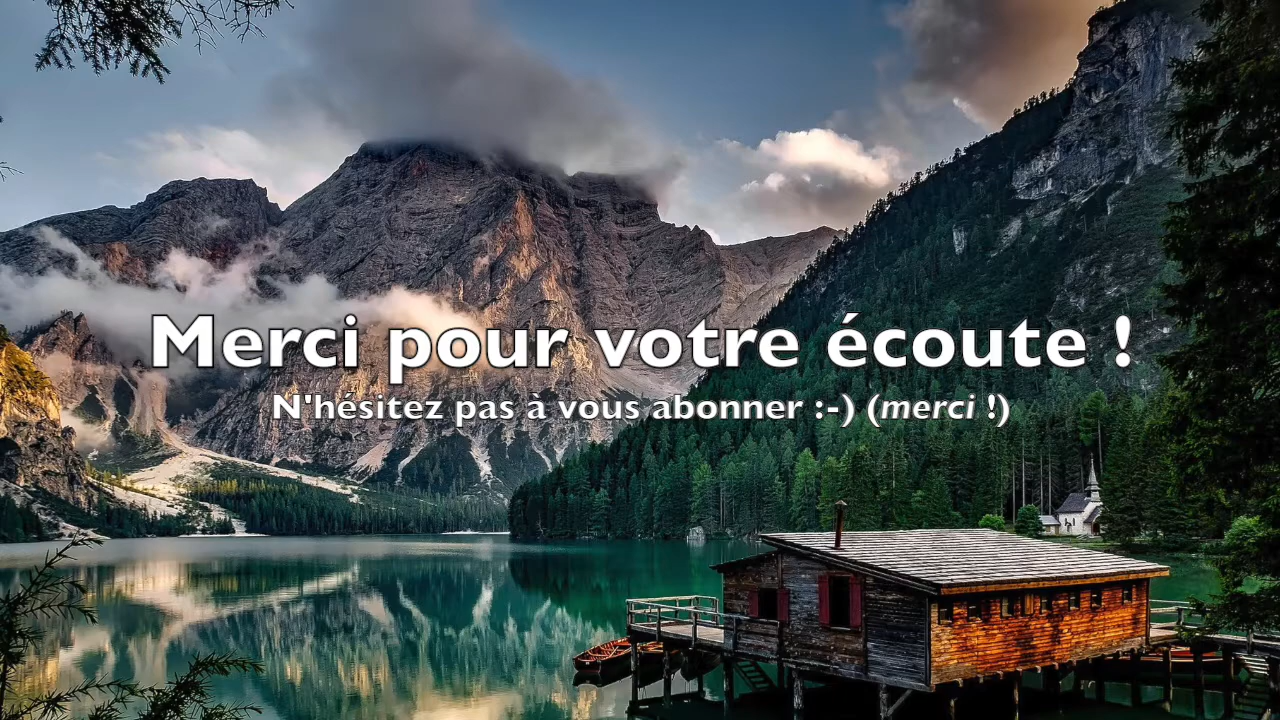 Merci pour votre écoute !
N'hésitez pas à vous abonner :-) (merci !)